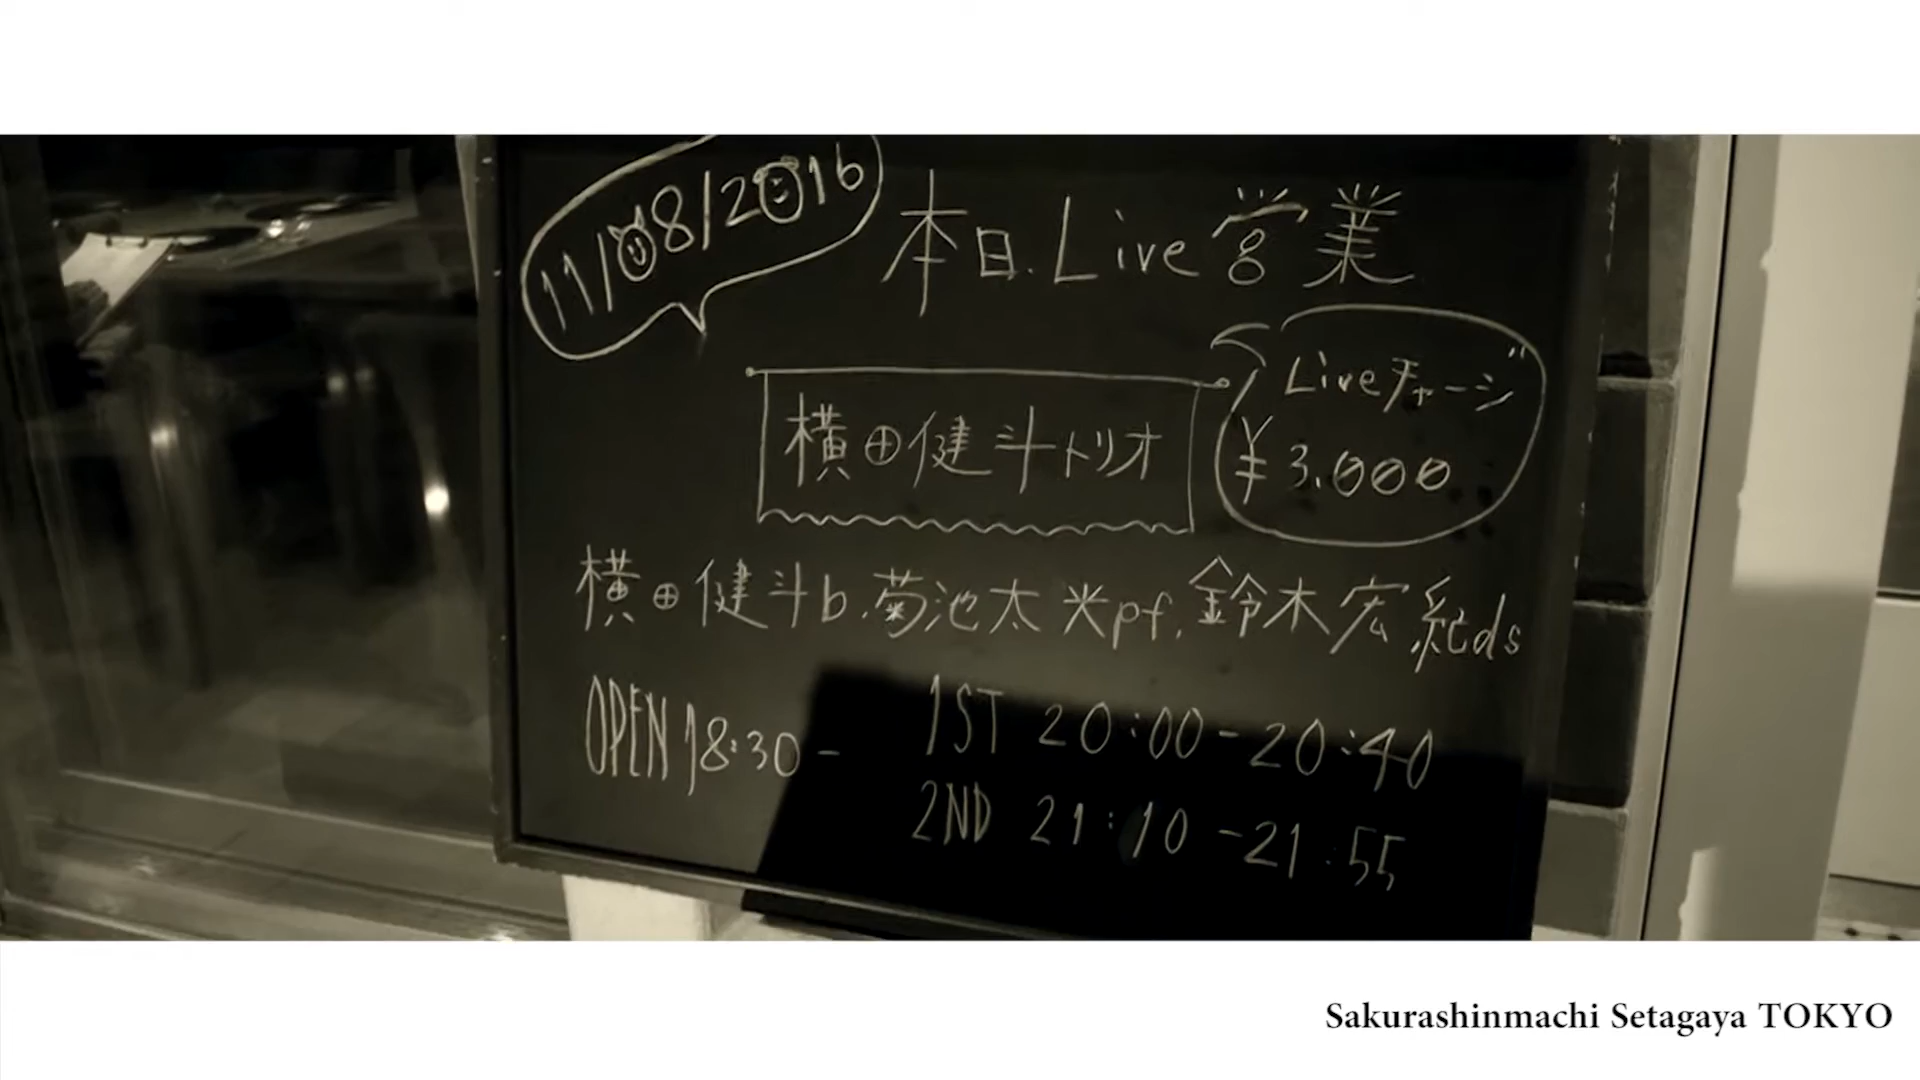 11/08/2016
本日Live営業
Liveチャージ
¥3.000
横田健斗トリオ
横田健斗b.菊池太光pf.鈴木宏紀ds
OPEN 18:30-
1ST 20:00-20:40
2ND 21:10-21:55
Sakurashinmachi Setagaya TOKYO